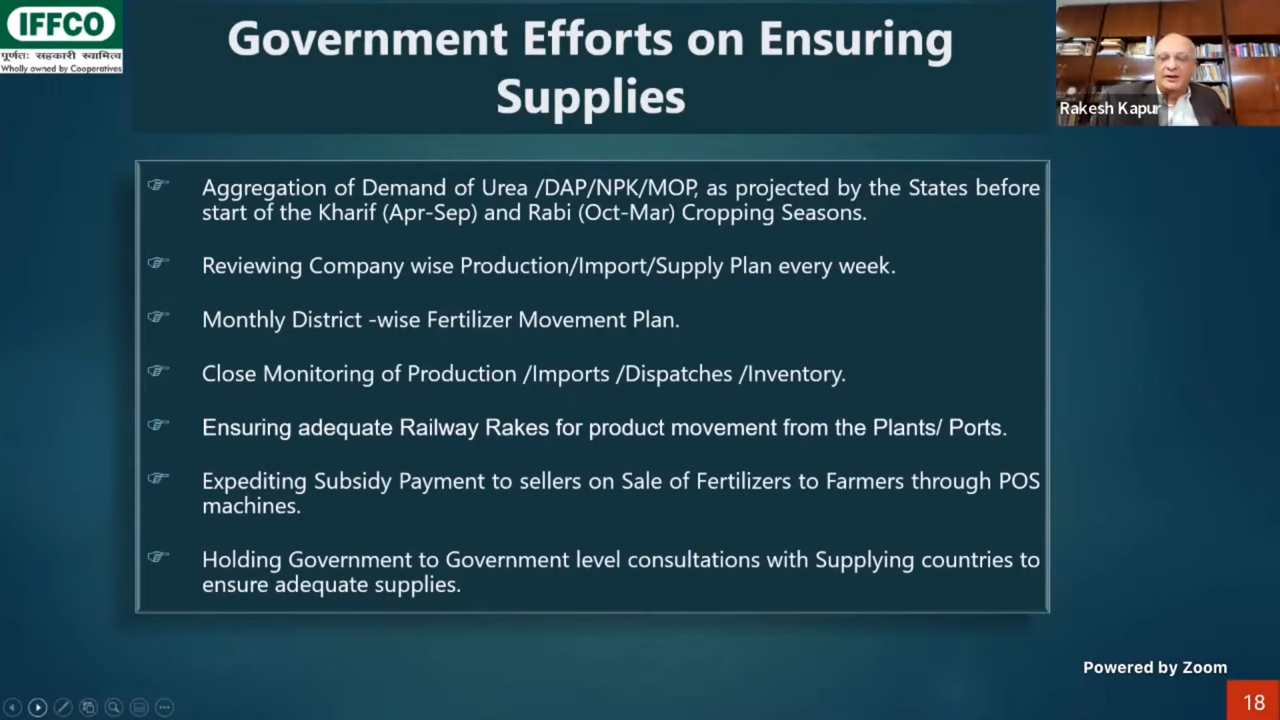 IFFCO
पूर्णतः सहकारी स्वामित्व
Wholly owned by Cooperatives
Government Efforts on Ensuring
Supplies
Rakesh Kapur
Aggregation of Demand of Urea /DAP/NPK/MOP, as projected by the States before
start of the Kharif (Apr-Sep) and Rabi (Oct-Mar) Cropping Seasons.
Reviewing Company wise Production/Import/Supply Plan every week.
Monthly District -wise Fertilizer Movement Plan.
Close Monitoring of Production /Imports /Dispatches /Inventory.
Ensuring adequate Railway Rakes for product movement from the Plants/ Ports.
Expediting Subsidy Payment to sellers on Sale of Fertilizers to Farmers through POS
machines.
Holding Government to Government level consultations with Supplying countries to
ensure adequate supplies.
Powered by Zoom
18